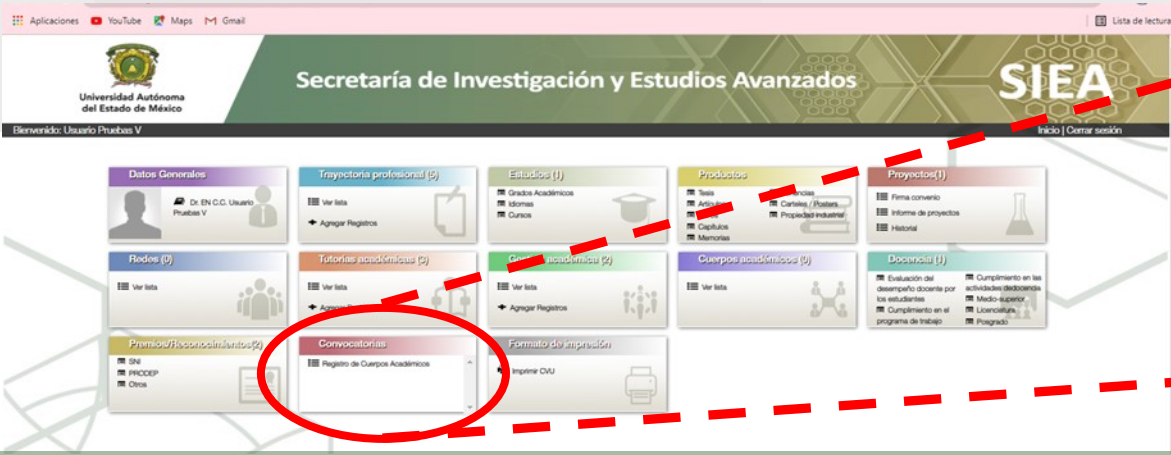 Aplicaciones YouTube Maps Gmail Lista de lectura
Universidad Autónoma
del Estado de México
Secretaría de Investigación y Estudios Avanzados
SIEA
Bienvenido: Usuario Pruebas V Inicio | Cerrar sesión
Datos Generales
Dr. EN C.C. Usuario
Pruebas V
Trayectoria profesional (5)
Ver lista
Agregar Registros
Estudios (1)
Grados Académicos
Idiomas
Cursos
Productos
Tesis
Capítulos
Memorias
Carteles / Posters
Propiedad industrial
Proyectos(1)
Firma convenio
Informe de proyectos
Historial
Redes (0)
Ver lista
Tutorías académicas (3)
Ver lista
académica (2)
Ver lista
Agregar Registros
Cuerpos académicos (0)
Ver lista
Docencia (1)
Evaluación del
desempeño docente por
los estudiantes
Cumplimiento en el
programa de trabajo
Cumplimiento en las
actividades dedocencia
Medio-superior
Licenciatura
Posgrado
Premios/Reconocimientos(2)
SNI
PRODEP
Otros
Convocatorias
Registro de Cuerpos Académicos
Formato de impresión
Imprimir CVU